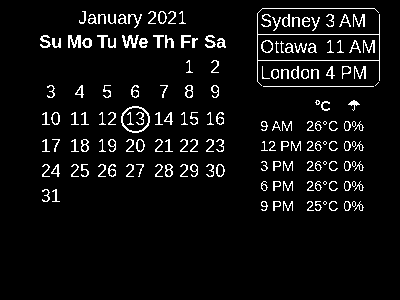 January 2021
Su Mo Tu We Th Fr Sa
1 2
3 4 5 6 7 8 9
10 11 12 13 14 15 16
17 18 19 20 21 22 23
24 25 26 27 28 29 30
31
Sydney 3 AM
Ottawa 11 AM
London 4 PM
°C ☂
9 AM 26°C 0%
12 PM 26°C 0%
3 PM 26°C 0%
6 PM 26°C 0%
9 PM 25°C 0%